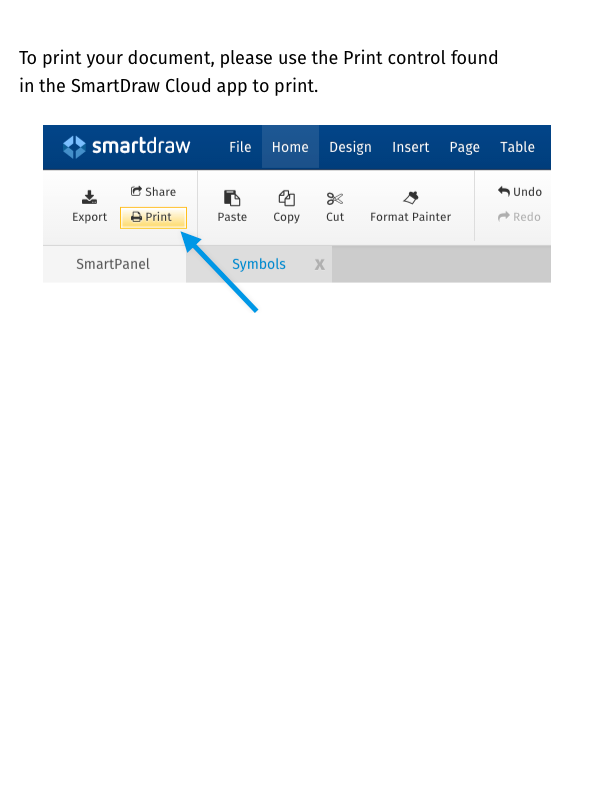 To print your document, please use the Print control found
in the SmartDraw Cloud app to print.
smartdraw File Home Design Insert Page Table
Share Undo
Export Print Paste Copy Cut Format Painter Redo
SmartPanel Symbols X